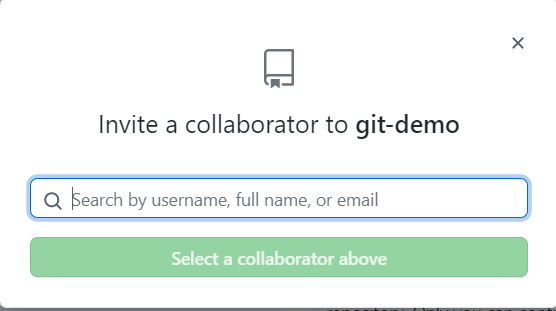 Invite a collaborator to git-demo
Search by username, full name, or email
Select a collaborator above